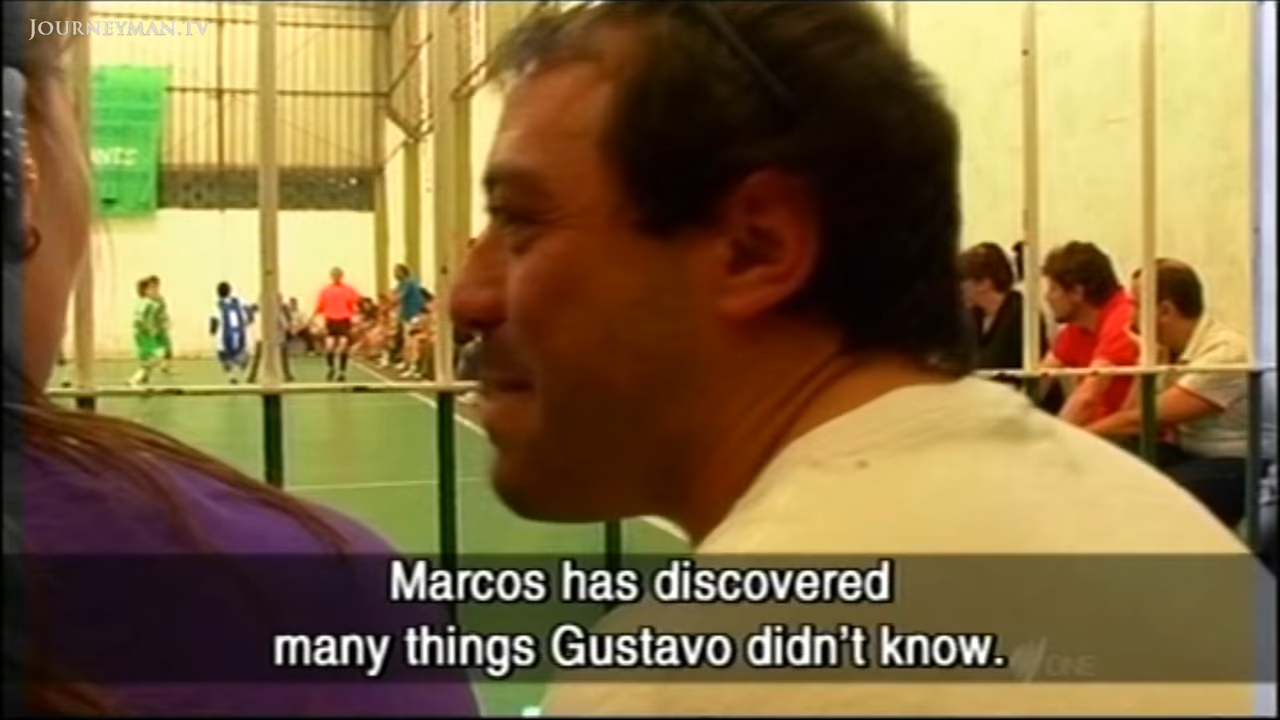 JOURNEYMAN.TV
Marcos has discovered
many things Gustavo didn't know.
ONE